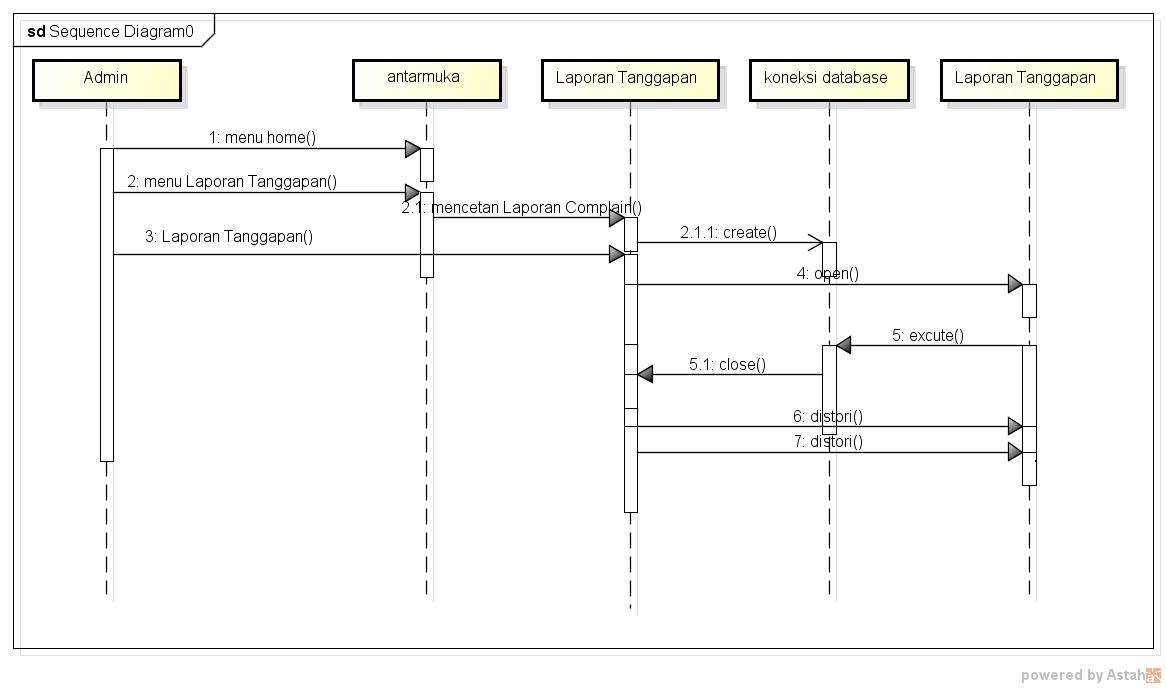 sd Sequence Diagram0
Admin
antarmuka
Laporan Tanggapan
koneksi database
Laporan Tanggapan
1: menu home()
2: menu Laporan Tanggapan()
2.1: mencetan Laporan Complain()
3: Laporan Tanggapan()
2.1.1: create()
4: open()
5: excute()
5.1: close()
6: distori()
7: distori()
powered by Astah